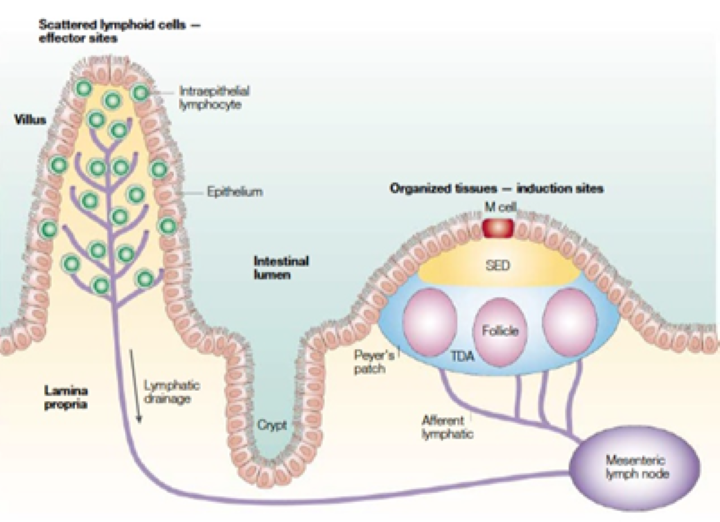 Scattered lymphoid cells —
effector sites
Intraepithelial
lymphocyte
Villus
Epithelium
Organized tissues — induction sites
M cell
SED
Intestinal
lumen
Follicle
Peyer's
patch
TDA
Lamina
propria
Lymphatic
drainage
Crypt
Afferent
lymphatic
Mesenteric
lymph node